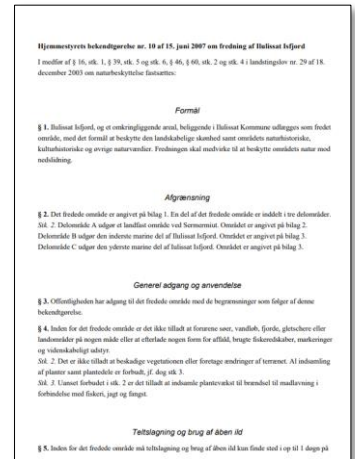 Hjemmestyrets bekendtgørelse nr. 10 af 15. juni 2007 om fredning af Ilulissat Isfjord
I medfør af § 16, stk. 1, § 39, stk. 5 og stk. 6, § 46, § 60, stk. 2 og stk. 4 i landstingslov nr. 29 af 18.
december 2003 om naturbeskyttelse fastsættes:
Formål
§ 1. Ilulissat Isfjord, og et omkringliggende areal, beliggende i Ilulissat Kommune udlægges som fredet
område, med det formål at beskytte den landskabelige skønhed samt områdets naturhistoriske,
kulturhistoriske og øvrige naturværdier. Fredningen skal medvirke til at beskytte områdets natur mod
nedslidning.
Afgrænsning
§ 2. Det fredede område er angivet på bilag 1. En del af det fredede område er inddelt i tre delområder.
Stk. 2. Delområde A udgør et landfast område ved Sermermiut. Området er angivet på bilag 2.
Delområde B udgør den inderste marine del af Ilulissat Isfjord. Området er angivet på bilag 3.
Delområde C udgør den yderste marine del af Ilulissat Isfjord. Området er angivet på bilag 3.
Generel adgang og anvendelse
§ 3. Offentligheden har adgang til det fredede område med de begrænsninger som følger af denne
bekendtgørelse.
§ 4. Inden for det fredede område er det ikke tilladt at forurene søer, vandløb, fjorde, gletschere eller
landområder på nogen måde eller at efterlade nogen form for affald, brugte fiskeredskaber, markeringer
og videnskabeligt udstyr.
Stk. 2. Det er ikke tilladt at beskadige vegetationen eller foretage ændringer af terrænet. Al indsamling
af planter samt plantedele er forbudt, jf. dog stk 3.
Stk. 3. Uanset forbudet i stk. 2 er det tilladt at indsamle plantevækst til brændsel til madlavning i
forbindelse med fiskeri, jagt og fangst.
Teltslagning og brug af åben ild
§ 5. Inden for det fredede område må teltslagning og brug af åben ild kun finde sted i op til 1 døgn på